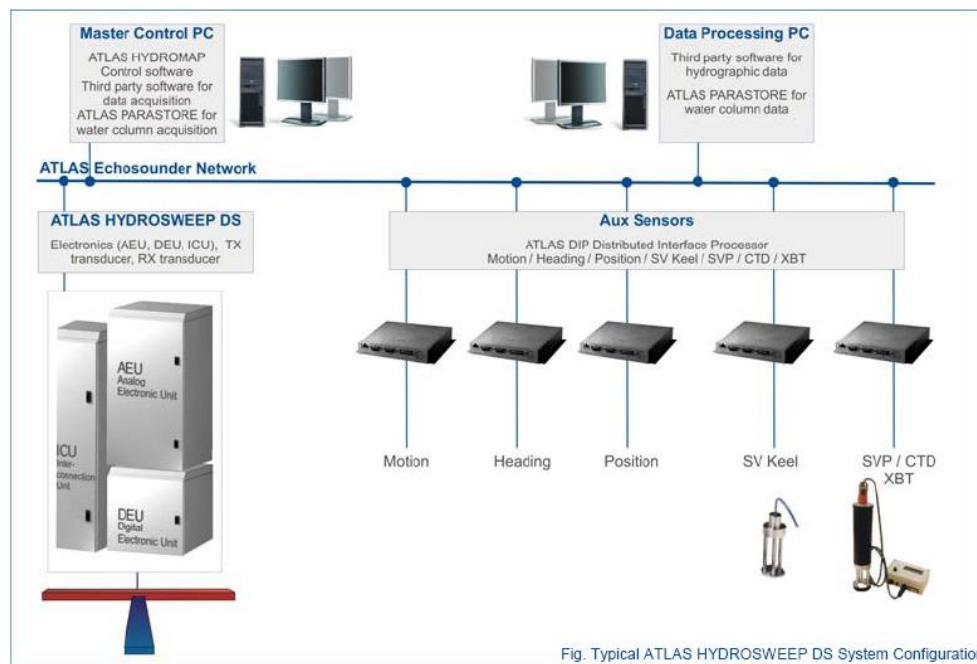 Master Control PC
ATLAS HYDROMAP
Control software
Third party software for
data acquisition
ATLAS PARASTORE for
water column acquisition
Data Processing PC
Third party software for
hydrographic data
ATLAS PARASTORE for
water column data
ATLAS Echosounder Network
ATLAS HYDROSWEEP DS
Electronics (AEU, DEU, ICU), TX
transducer, RX transducer
Aux Sensors
ATLAS DIP Distributed Interface Processor
Motion / Heading / Position / SV Keel / SVP / CTD / XBT
AEU
Analog
Electronic Unit
ICU
Inter-
connection
Unit
DEU
Digital
Electronic Unit
Motion
Heading
Position
SV Keel
SVP / CTD
XBT
Fig. Typical ATLAS HYDROSWEEP DS System Configuratio